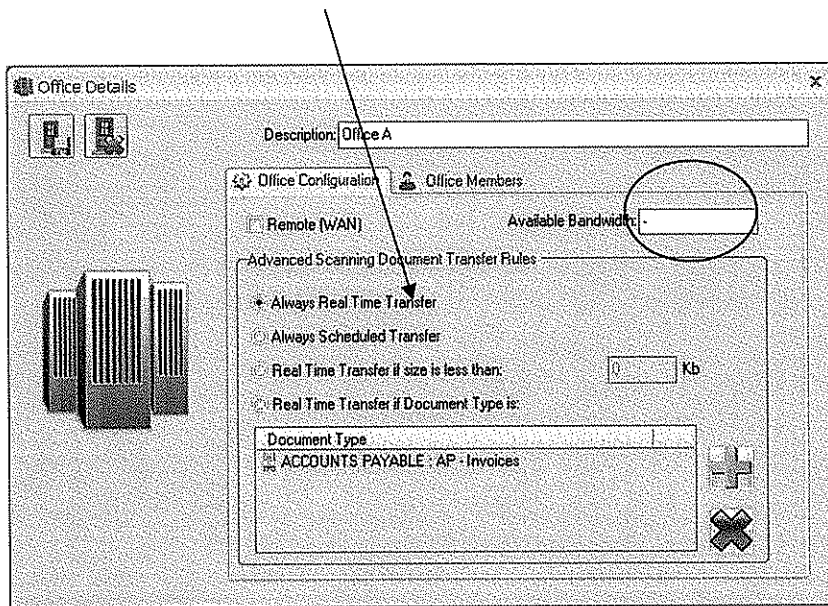 Office Details
Description: Office A
Office Configuration
Office Members
Remote (WAN)
Available Bandwidth: -
Advanced Scanning Document Transfer Rules
Always Real Time Transfer
Always Scheduled Transfer
Real Time Transfer if size is less than: 0 Kb
Real Time Transfer if Document Type is:
Document Type
ACCOUNTS PAYABLE : AP - Invoices